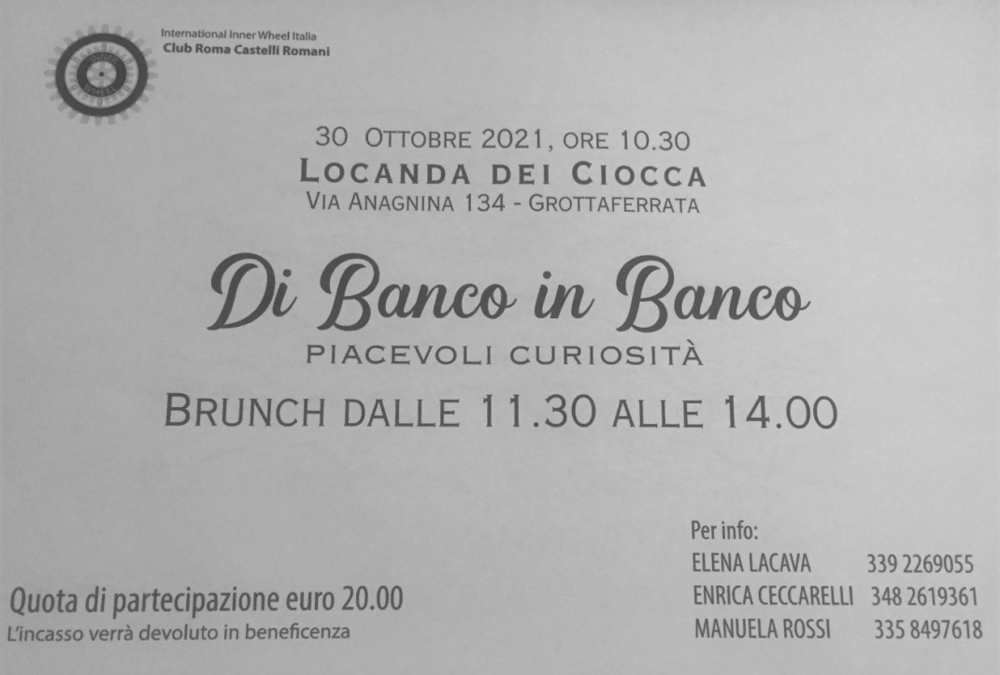 International Inner Wheel Italia
Club Roma Castelli Romani
INNER
WHEEL
30 OTTOBRE 2021, ORE 10.30
LOCANDA DEI CIOCCA
VIA ANAGNINA 134 - GROTTAFERRATA
Di Banco in Banco
PIACEVOLI CURIOSITÀ
BRUNCH DALLE 11.30 ALLE 14.00
Quota di partecipazione euro 20.00
L'incasso verrà devoluto in beneficenza
Per info:
ELENA LACAVA 339 2269055
ENRICA CECCARELLI 348 2619361
MANUELA ROSSI 335 8497618